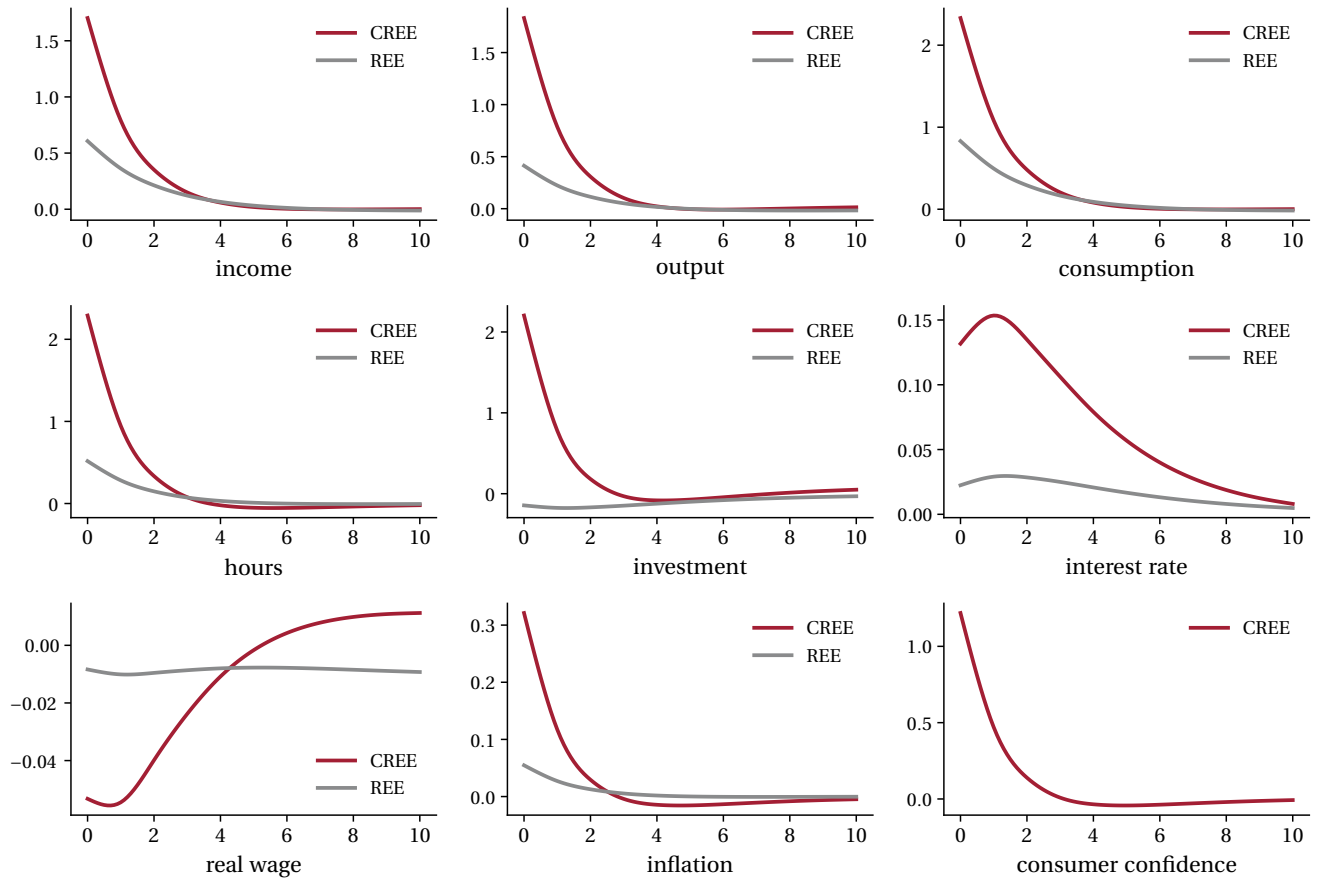 CREE
REE
1.5
1.0
0.5
0.0
0 2 4 6 8 10
income
CREE
REE
1.5
1.0
0.5
0.0
0 2 4 6 8 10
output
CREE
REE
2
1
0
0 2 4 6 8 10
consumption
CREE
REE
2
1
0
0 2 4 6 8 10
hours
CREE
REE
2
1
0
0 2 4 6 8 10
investment
CREE
REE
0.15
0.10
0.05
0.00
0 2 4 6 8 10
interest rate
0.00
−0.02
−0.04
CREE
REE
0 2 4 6 8 10
real wage
CREE
REE
0.3
0.2
0.1
0.0
0 2 4 6 8 10
inflation
CREE
1.0
0.5
0.0
0 2 4 6 8 10
consumer confidence